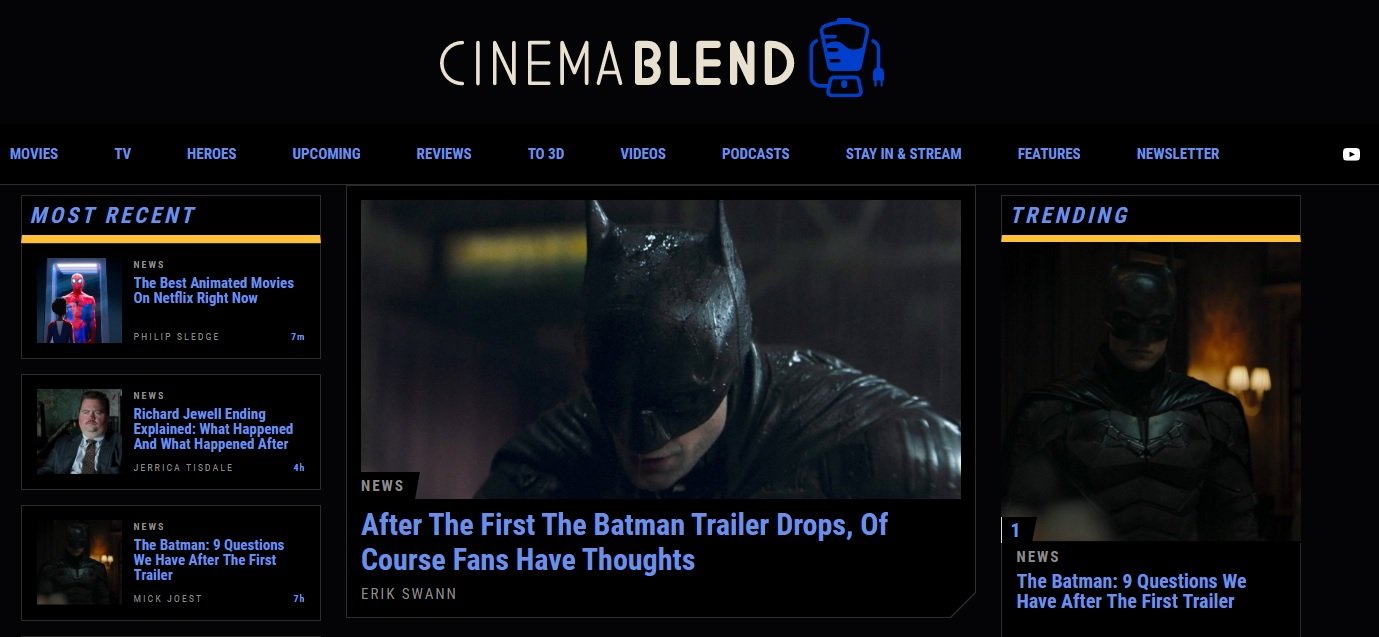 CINEMABLEND
MOVIES TV HEROES UPCOMING REVIEWS TO 3D VIDEOS PODCASTS STAY IN & STREAM FEATURES NEWSLETTER
MOST RECENT
NEWS
The Best Animated Movies
On Netflix Right Now
PHILIP SLEDGE 7m
NEWS
Richard Jewell Ending
Explained: What Happened
And What Happened After
JERRICA TISDALE 4h
NEWS
The Batman: 9 Questions
We Have After The First
Trailer
MICK JOEST 7h
NEWS
After The First The Batman Trailer Drops, Of
Course Fans Have Thoughts
ERIK SWANN
TRENDING
1
NEWS
The Batman: 9 Questions We
Have After The First Trailer